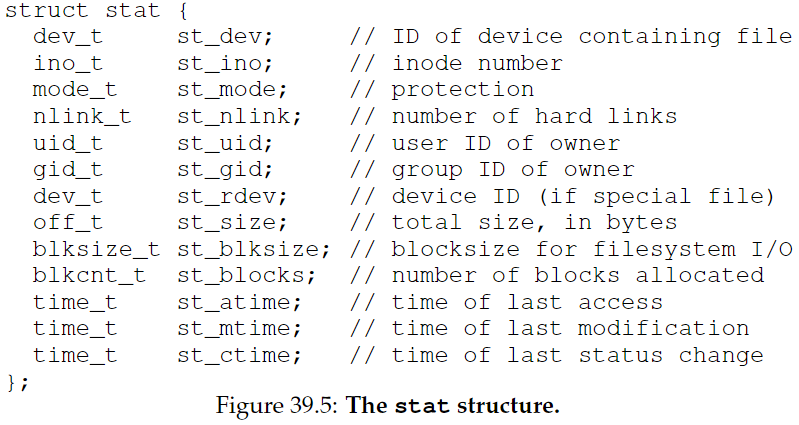 struct stat {
  dev_t     st_dev;     // ID of device containing file
  ino_t     st_ino;     // inode number
  mode_t    st_mode;    // protection
  nlink_t   st_nlink;   // number of hard links
  uid_t     st_uid;     // user ID of owner
  gid_t     st_gid;     // group ID of owner
  dev_t     st_rdev;    // device ID (if special file)
  off_t     st_size;    // total size, in bytes
  blksize_t st_blksize; // blocksize for filesystem I/O
  blkcnt_t  st_blocks;  // number of blocks allocated
  time_t    st_atime;   // time of last access
  time_t    st_mtime;   // time of last modification
  time_t    st_ctime;   // time of last status change
};
Figure 39.5: The stat structure.